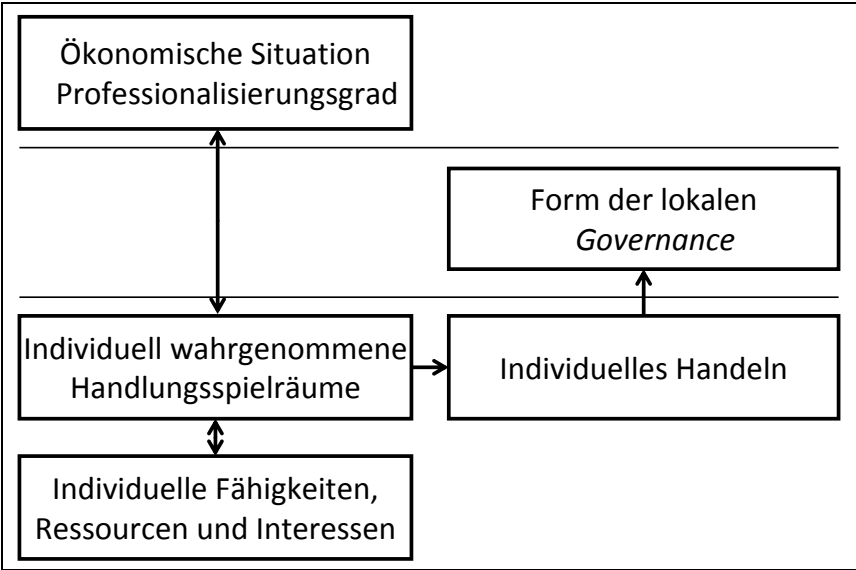 Ökonomische Situation
Professionalisierungsgrad
Form der lokalen
Governance
Individuell wahrgenommene
Handlungsspielräume
Individuelles Handeln
Individuelle Fähigkeiten,
Ressourcen und Interessen